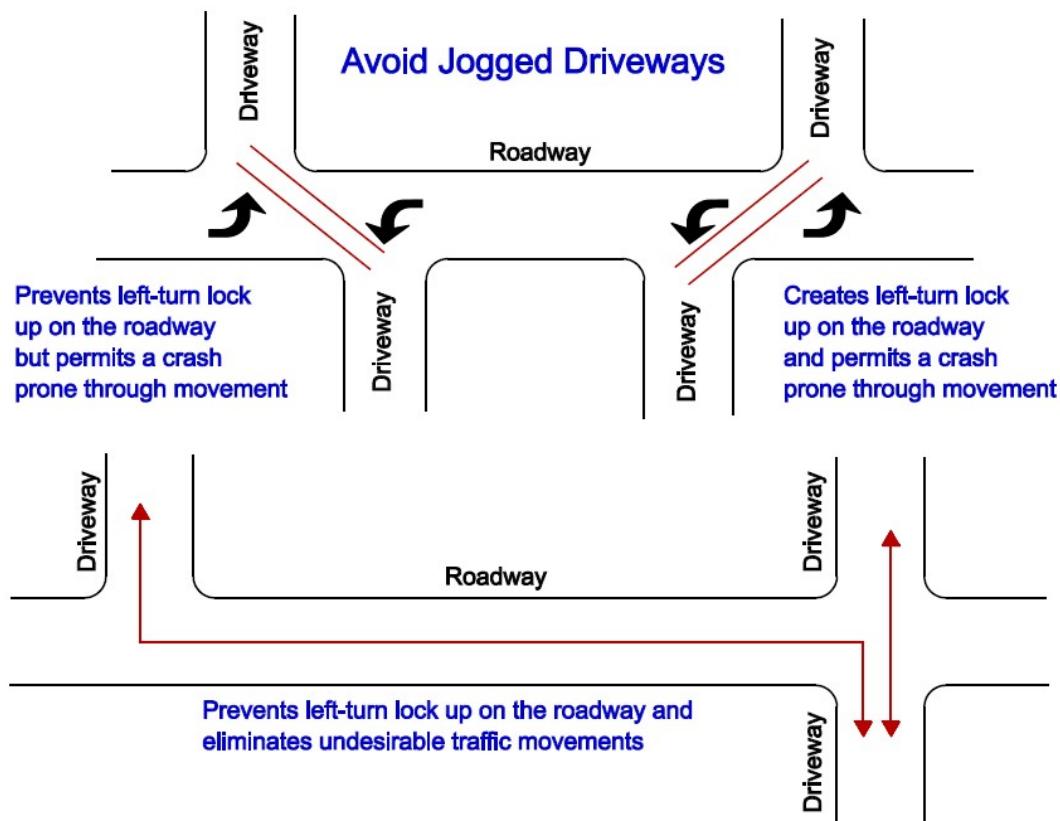 Avoid Jogged Driveways
Driveway
Driveway
Roadway
Prevents left-turn lock
up on the roadway
but permits a crash
prone through movement
Driveway
Driveway
Creates left-turn lock
up on the roadway
and permits a crash
prone through movement
Driveway
Driveway
Roadway
Prevents left-turn lock up on the roadway and
eliminates undesirable traffic movements
Driveway